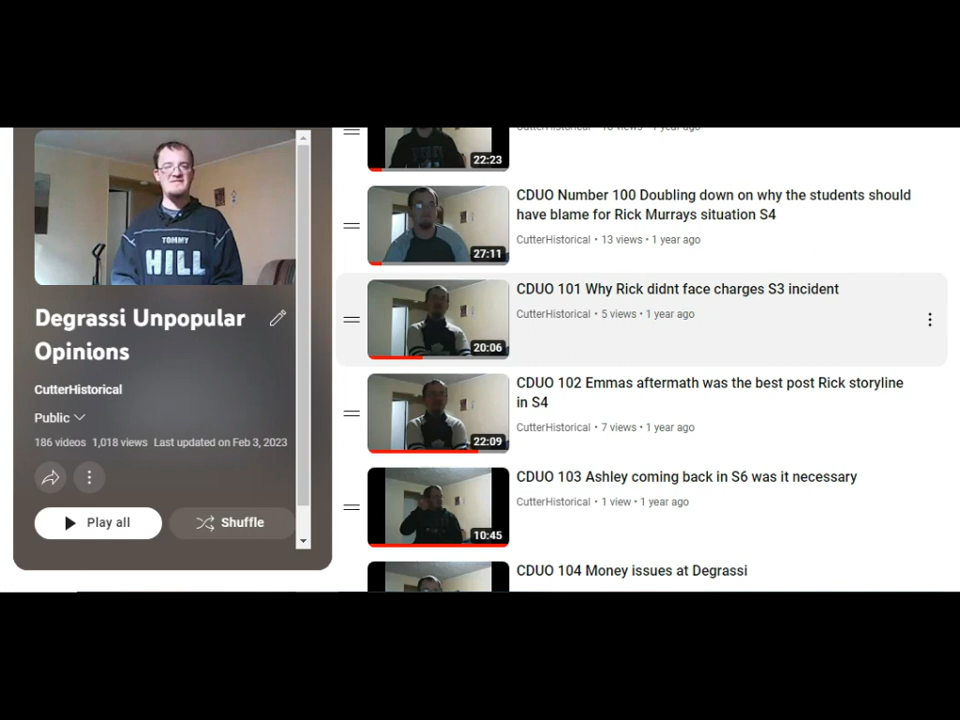 TOMMY
HILL
Degrassi Unpopular
Opinions
CutterHistorical
Public
186 videos 1,018 views Last updated on Feb 3, 2023
Play all
Shuffle
22:23
CDUO Number 100 Doubling down on why the students should
have blame for Rick Murrays situation S4
CutterHistorical • 13 views • 1 year ago
27:11
CDUO 101 Why Rick didnt face charges S3 incident
CutterHistorical • 5 views • 1 year ago
20:06
CDUO 102 Emmas aftermath was the best post Rick storyline
in S4
CutterHistorical • 7 views • 1 year ago
22:09
CDUO 103 Ashley coming back in S6 was it necessary
CutterHistorical • 1 view • 1 year ago
10:45
CDUO 104 Money issues at Degrassi